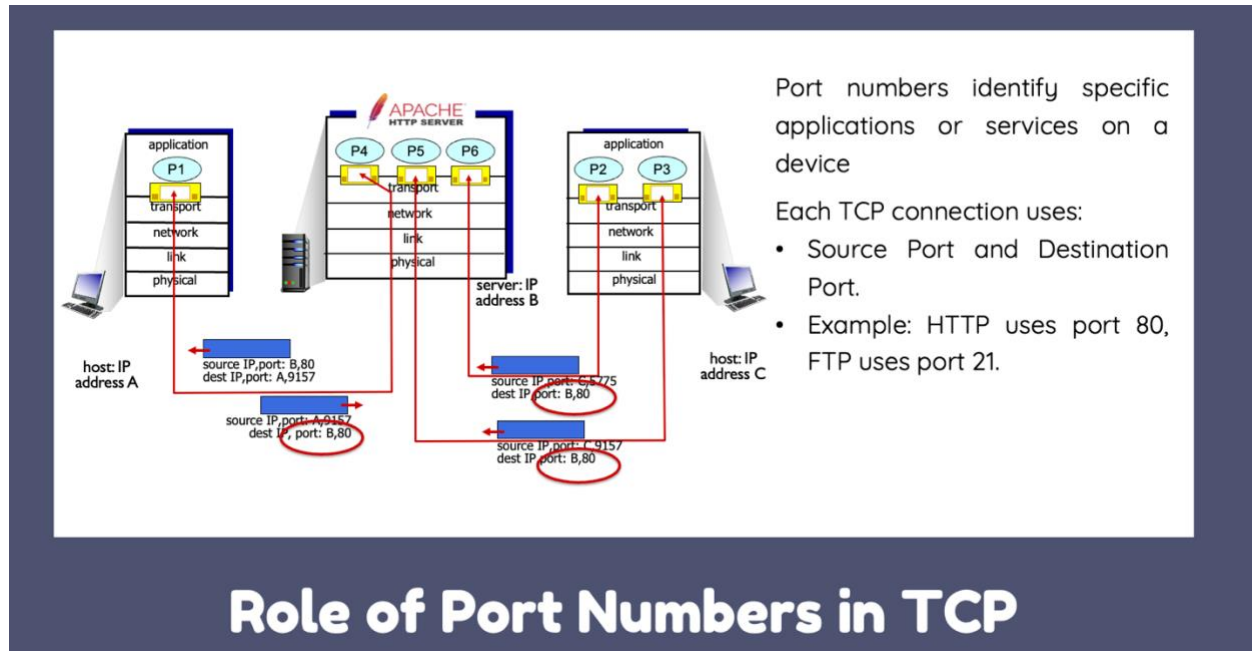 APACHE
HTTP SERVER
application
P1
transport
network
link
physical
P4 P5 P6
transport
network
link
physical
application
P2 P3
transport
network
link
physical
server: IP
address B
host: IP
address A
source IP,port: B,80
dest IP,port: A,9157
source IP,port: A,9157
dest IP, port: B,80
source IP,port: C,5775
dest IP,port: B,80
source IP,port: C,9157
dest IP,port: B,80
host: IP
address C
Port numbers identify specific
applications or services on a
device
Each TCP connection uses:
• Source Port and Destination
Port.
• Example: HTTP uses port 80,
FTP uses port 21.
Role of Port Numbers in TCP